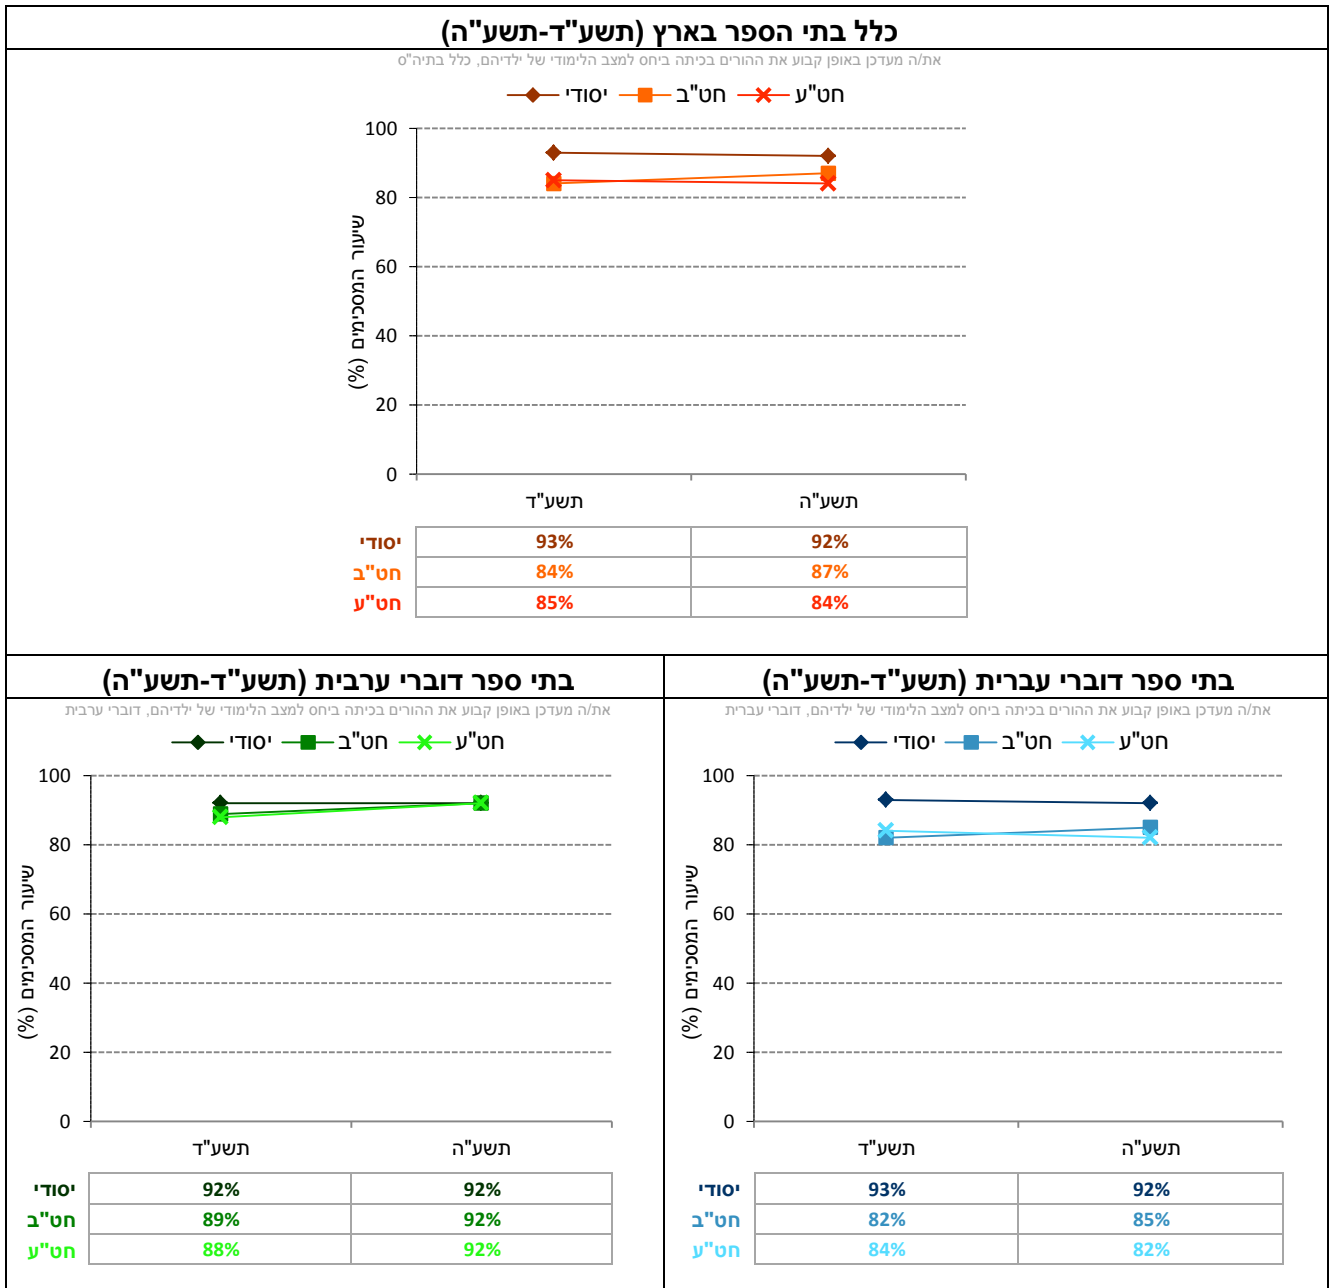 כלל בתי הספר בארץ (תשע"ד-תשע"ה)
את/ה מעדכן באופן קבוע את ההורים בכיתה ביחס למצב הלימודי של ילדיהם, כלל בתיה"ס
יסודי חט"ב חט"ע
שיעור המסכימים (%)
100
80
60
40
20
0
תשע"ד תשע"ה
יסודי 93% 92%
חט"ב 84% 87%
חט"ע 85% 84%
בתי ספר דוברי עברית (תשע"ד-תשע"ה)
את/ה מעדכן באופן קבוע את ההורים בכיתה ביחס למצב הלימודי של ילדיהם, דוברי עברית
יסודי חט"ב חט"ע
שיעור המסכימים (%)
100
80
60
40
20
0
תשע"ד תשע"ה
יסודי 93% 92%
חט"ב 82% 85%
חט"ע 84% 82%
בתי ספר דוברי ערבית (תשע"ד-תשע"ה)
את/ה מעדכן באופן קבוע את ההורים בכיתה ביחס למצב הלימודי של ילדיהם, דוברי ערבית
יסודי חט"ב חט"ע
שיעור המסכימים (%)
100
80
60
40
20
0
תשע"ד תשע"ה
יסודי 92% 92%
חט"ב 89% 92%
חט"ע 88% 92%